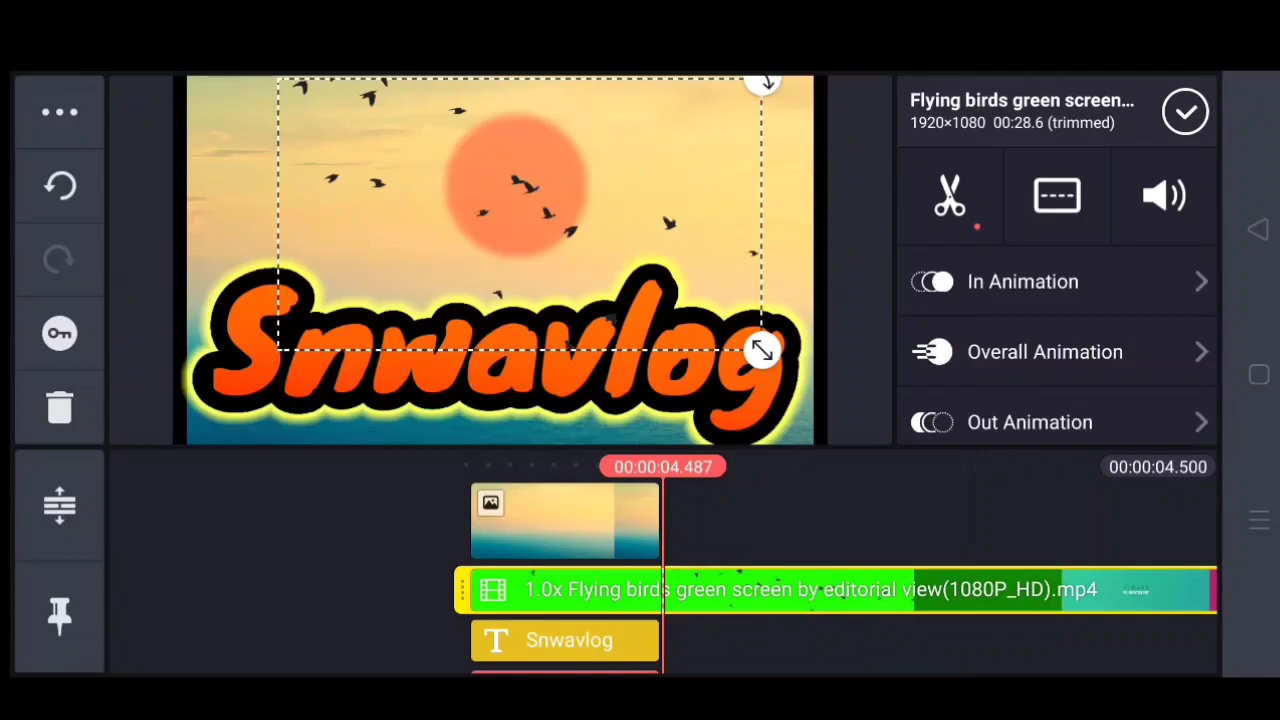 Snwavlog
Flying birds green screen...
1920×1080 00:28.6 (trimmed)
In Animation
Overall Animation
Out Animation
00:00:04.487
00:00:04.500
1.0x Flying birds green screen by editorial view(1080P_HD).mp4
T Snwavlog